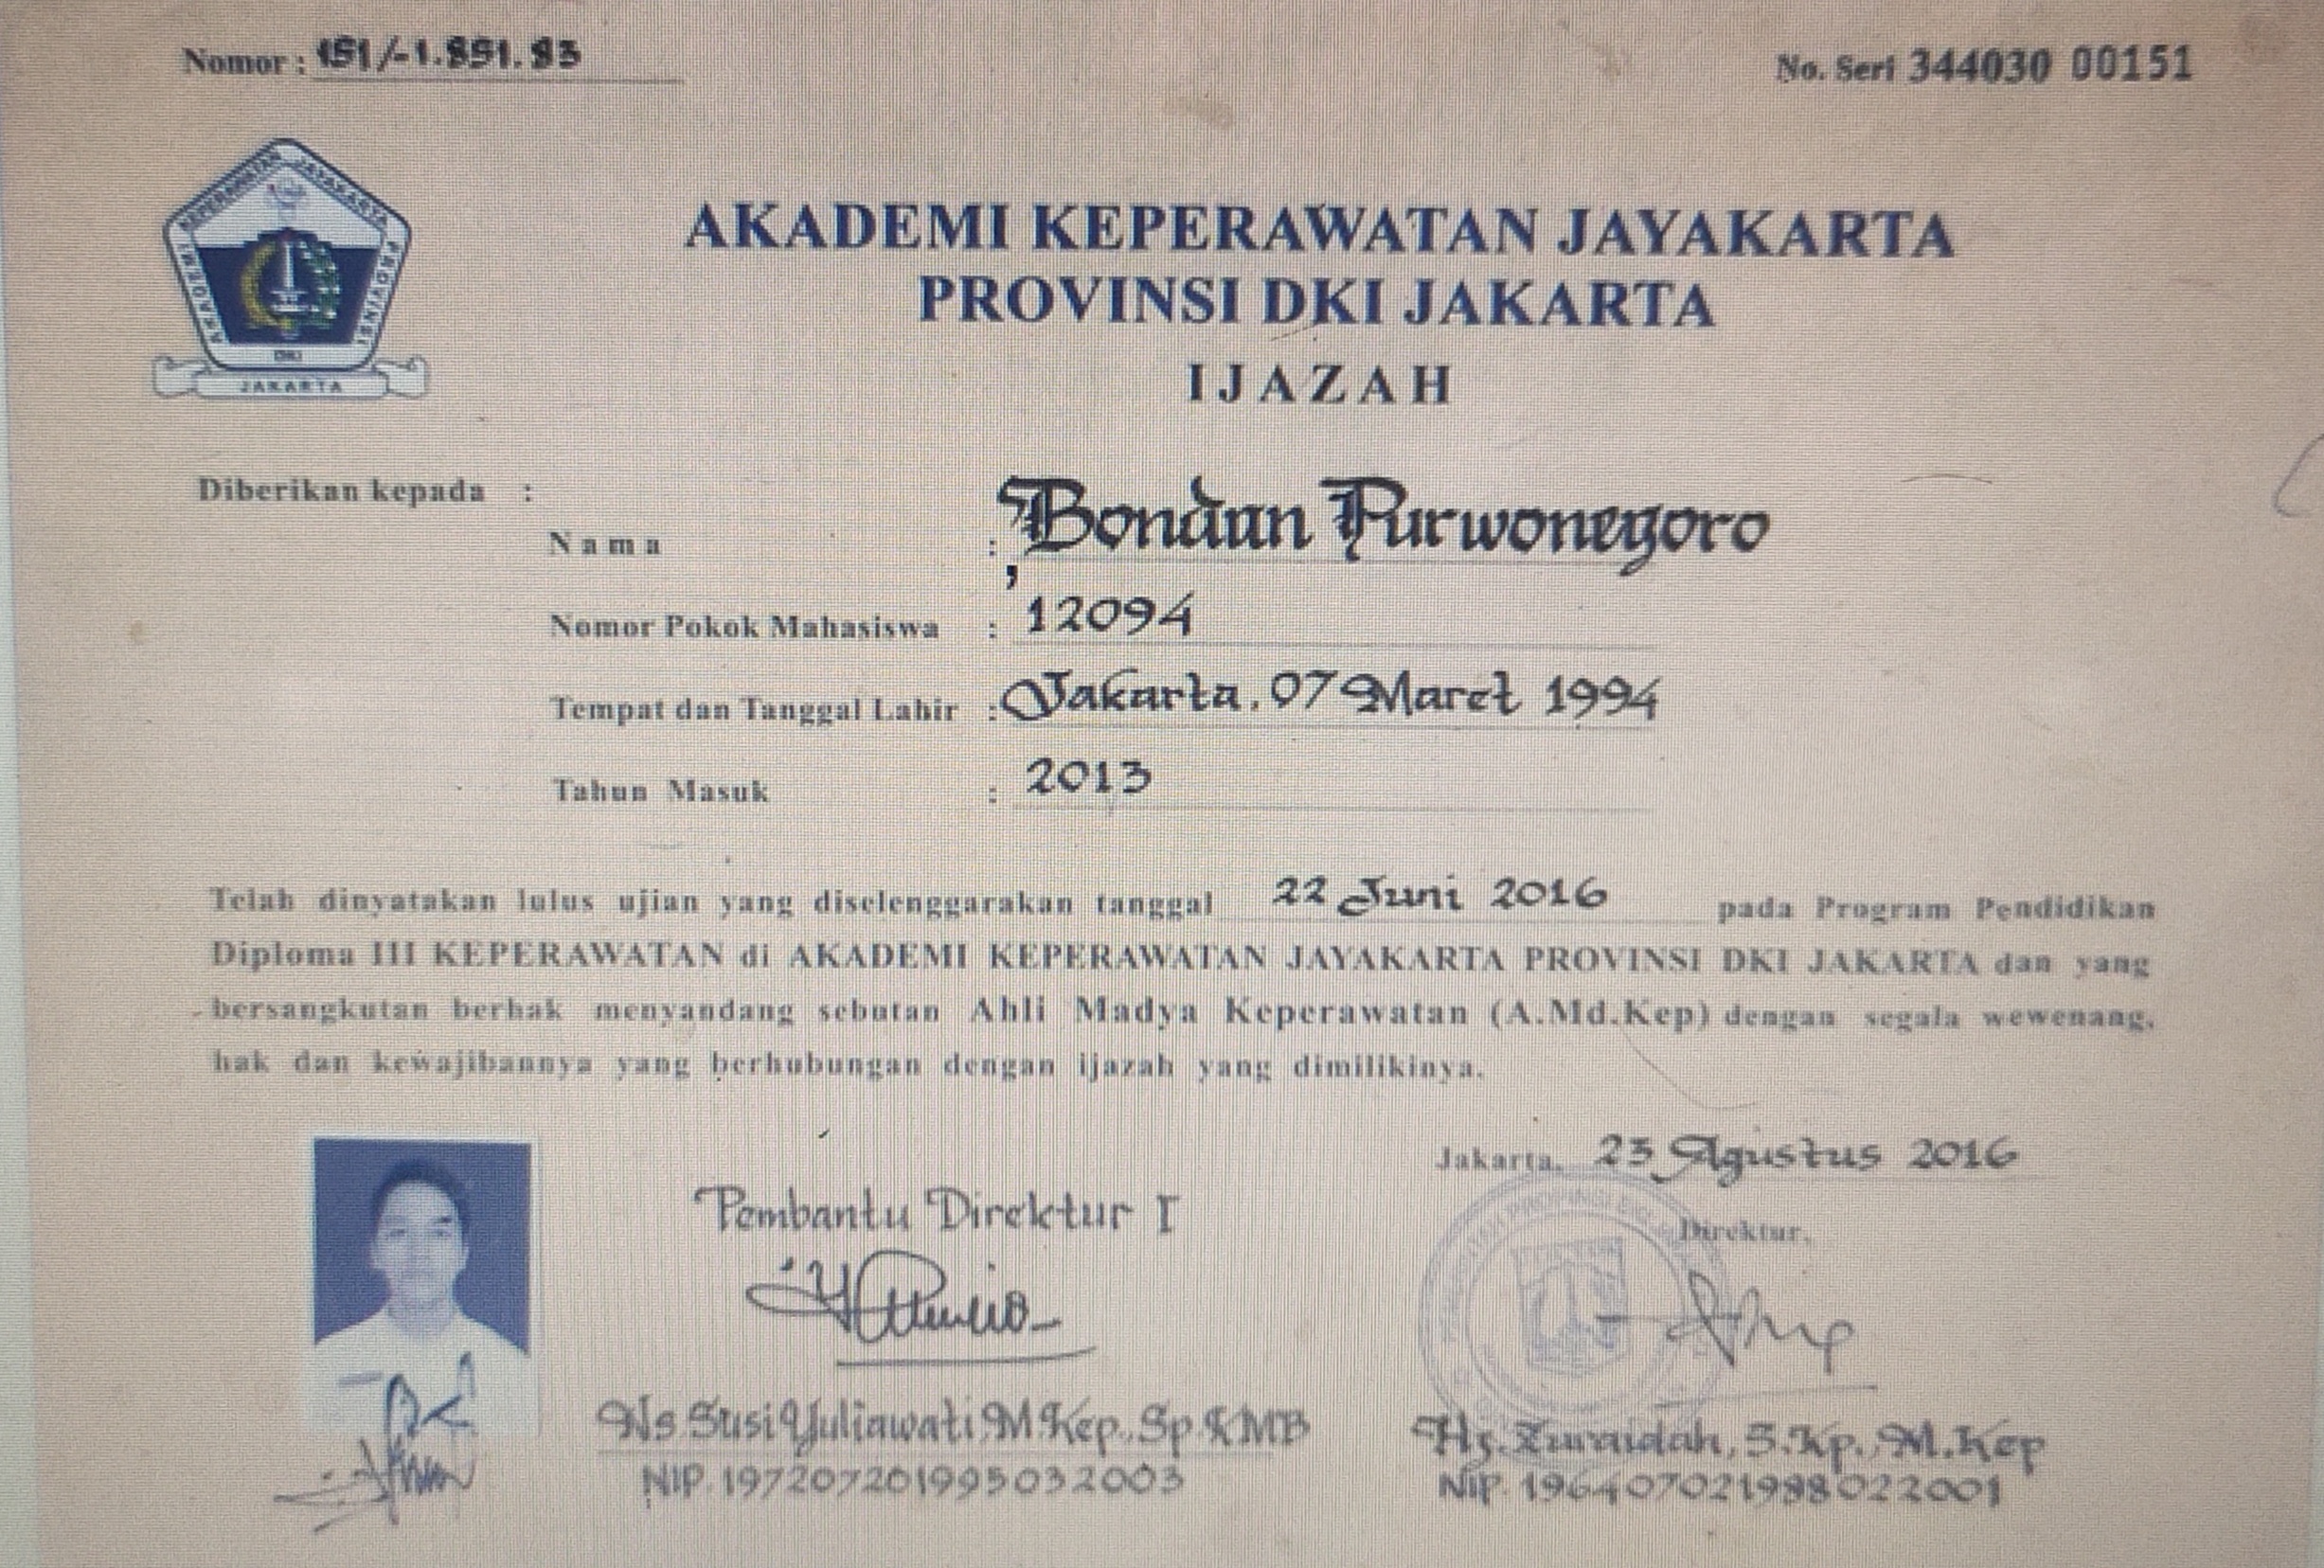 Nomor : 151/-1.851.83
No. Seri 344030 00151
AKADEMI KEPERAWATAN JAYAKARTA PROVINSI
DKI
JAKARTA
AKADEMI KEPERAWATAN JAYAKARTA
PROVINSI DKI JAKARTA
IJAZAH
Diberikan kepada :
Nama : Bondan Purwonegoro
Nomor Pokok Mahasiswa : 12094
Tempat dan Tanggal Lahir : Jakarta, 07 Maret 1994
Tahun Masuk : 2013
Telah dinyatakan lulus ujian yang diselenggarakan tanggal 22 Juni 2016 pada Program Pendidikan
Diploma III KEPERAWATAN di AKADEMI KEPERAWATAN JAYAKARTA PROVINSI DKI JAKARTA dan yang
bersangkutan berhak menyandang sebutan Ahli Madya Keperawatan (A.Md.Kep) dengan segala wewenang,
hak dan kewajibannya yang berhubungan dengan ijazah yang dimilikinya.
Jakarta, 23 Agustus 2016
Pembantu Direktur I
Direktur,
Ns Susi Yuliawati, M Kep., Sp. KMB
NIP. 197207201995032003
Hj. Zuraidah, S.Kp., M.Kep
NIP. 196407021988022001